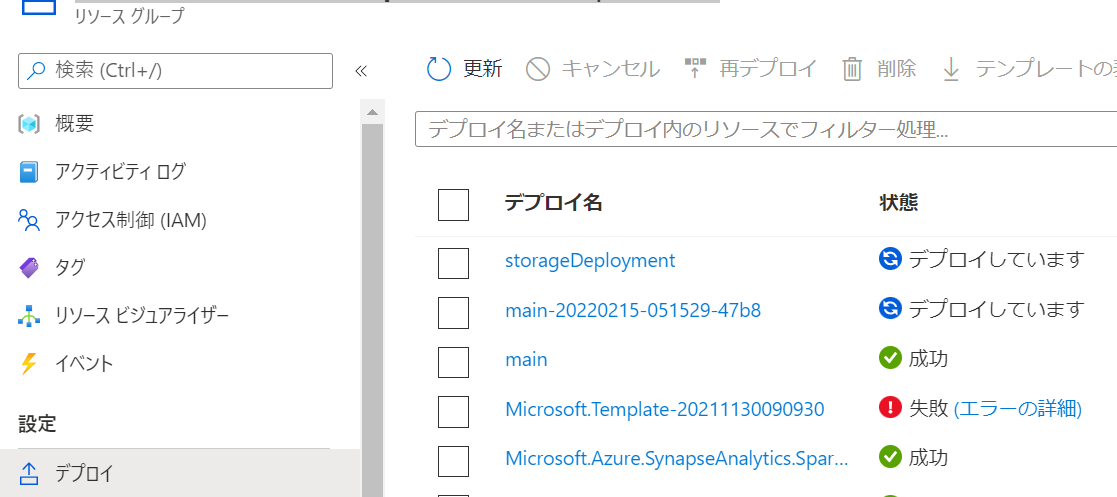 リソース グループ
検索 (Ctrl+/)
«
更新
キャンセル
再デプロイ
削除
テンプレートの
概要
アクティビティ ログ
アクセス制御 (IAM)
タグ
リソース ビジュアライザー
イベント
設定
デプロイ
デプロイ名またはデプロイ内のリソースでフィルター処理...
デプロイ名 状態
storageDeployment デプロイしています
main-20220215-051529-47b8 デプロイしています
main 成功
Microsoft.Template-20211130090930 失敗 (エラーの詳細)
Microsoft.Azure.SynapseAnalytics.Spar... 成功